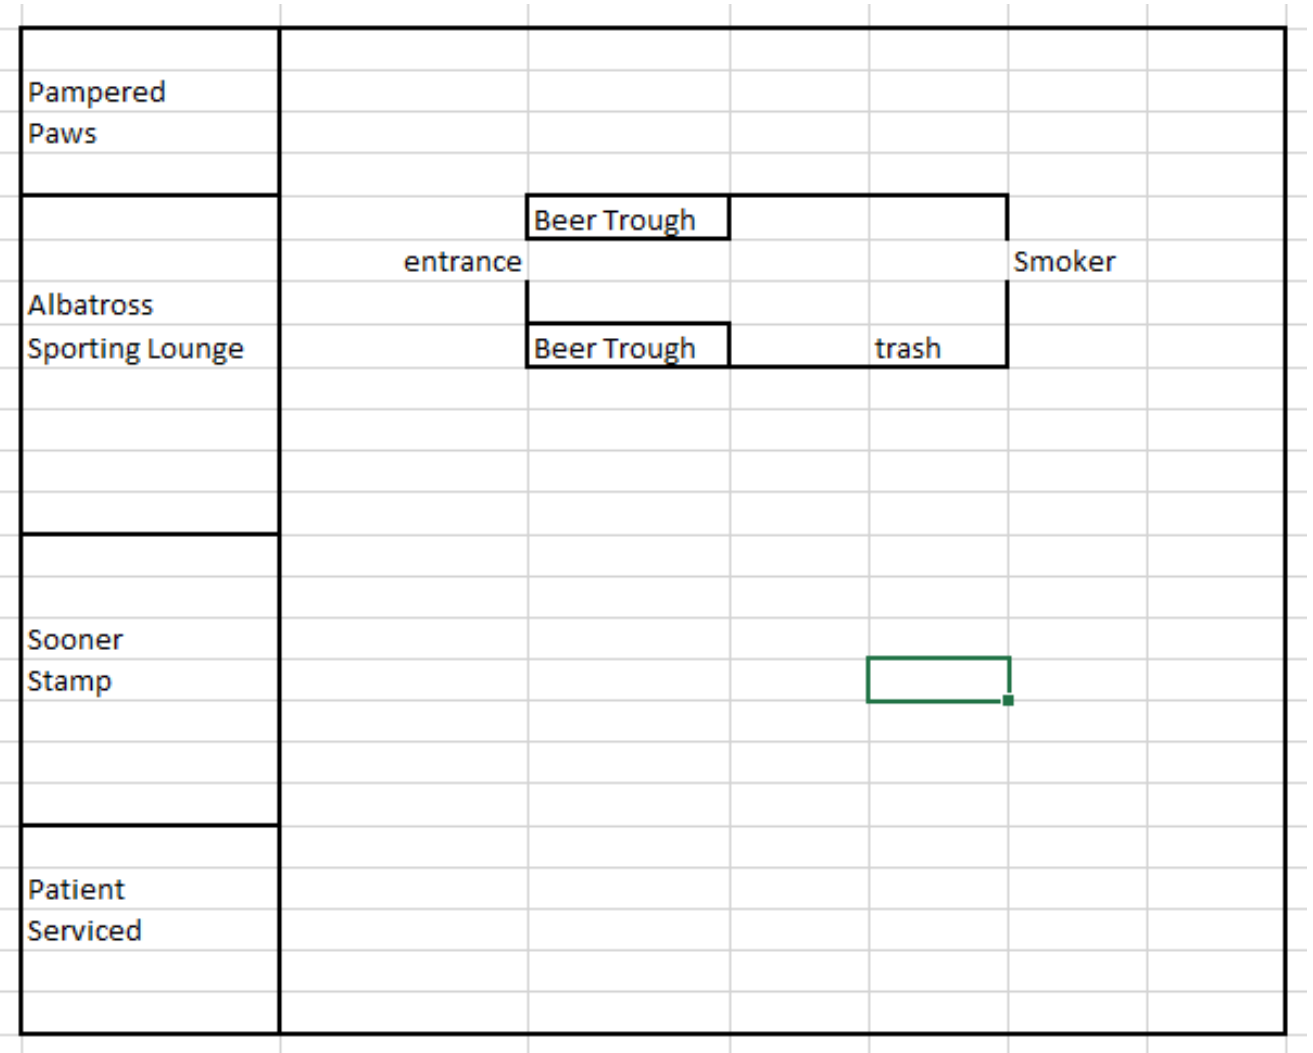 Pampered
Paws
Beer Trough
entrance
Smoker
Albatross
Sporting Lounge
Beer Trough
trash
Sooner
Stamp
Patient
Serviced